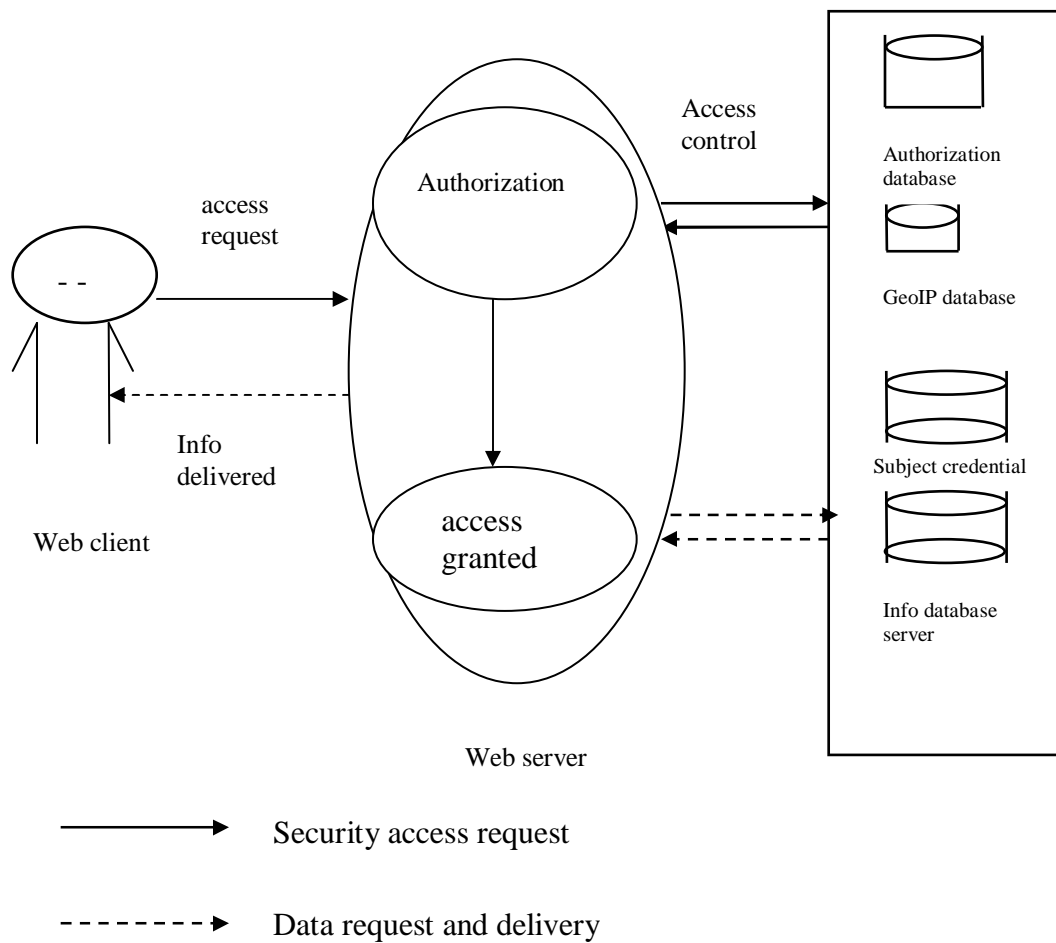 Access
control
Authorization
access
request
Authorization
database
GeoIP database
Info
delivered
Web client
access
granted
Subject credential
Info database
server
Web server
Security access request
Data request and delivery